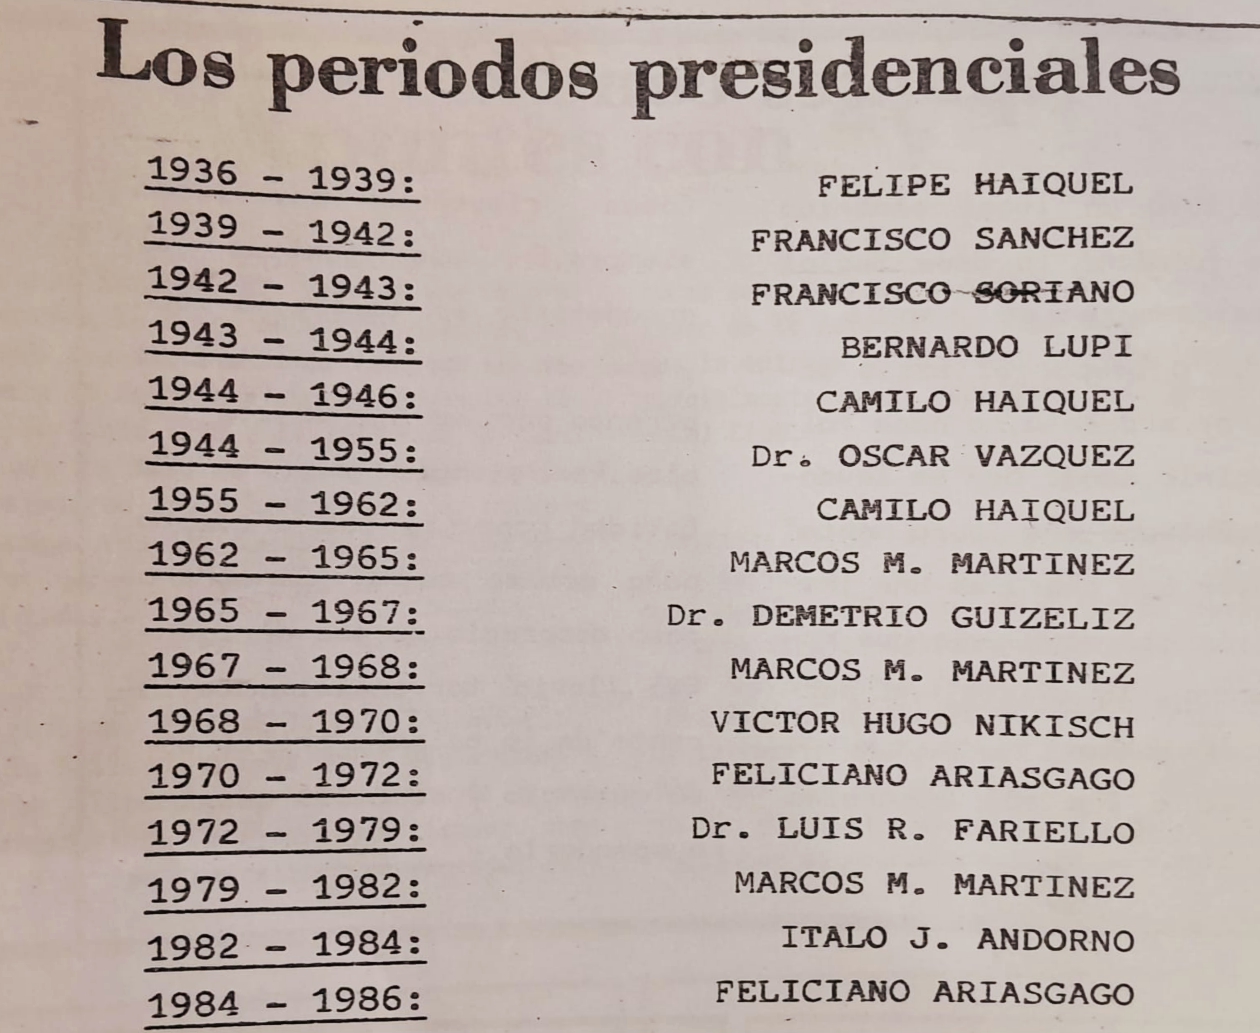 Los periodos presidenciales
1936 - 1939: FELIPE HAIQUEL
1939 - 1942: FRANCISCO SANCHEZ
1942 - 1943: FRANCISCO SORIANO
1943 - 1944: BERNARDO LUPI
1944 - 1946: CAMILO HAIQUEL
1944 - 1955: Dr. OSCAR VAZQUEZ
1955 - 1962: CAMILO HAIQUEL
1962 - 1965: MARCOS M. MARTINEZ
1965 - 1967: Dr. DEMETRIO GUIZELIZ
1967 - 1968: MARCOS M. MARTINEZ
1968 - 1970: VICTOR HUGO NIKISCH
1970 - 1972: FELICIANO ARIASGAGO
1972 - 1979: Dr. LUIS R. FARIELLO
1979 - 1982: MARCOS M. MARTINEZ
1982 - 1984: ITALO J. ANDORNO
1984 - 1986: FELICIANO ARIASGAGO